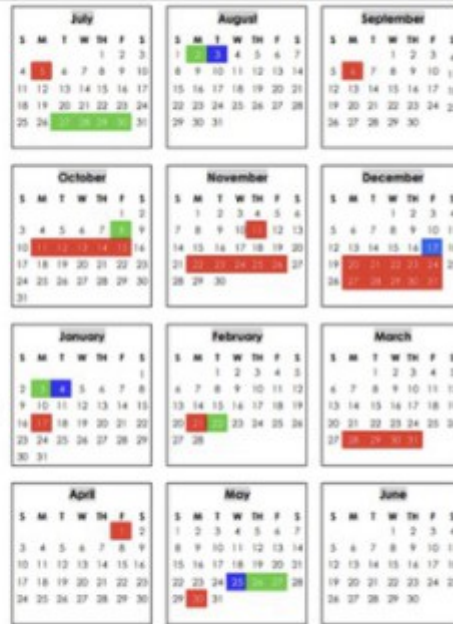 July
S M T W TH F S
1 2 3
4 5 6 7 8 9 10
11 12 13 14 15 16 17
18 19 20 21 22 23 24
25 26 27 28 29 30 31
August
S M T W TH F S
1 2 3 4 5 6 7
8 9 10 11 12 13 14
15 16 17 18 19 20 21
22 23 24 25 26 27 28
29 30 31
September
S M T W TH F S
1 2 3
5 6 7 8 9 10
12 13 14 15 16 17
19 20 21 22 23 24
26 27 28 29 30
October
S M T W TH F S
1 2
3 4 5 6 7 8 9
10 11 12 13 14 15 16
17 18 19 20 21 22 23
24 25 26 27 28 29 30
31
November
S M T W TH F S
1 2 3 4 5 6
7 8 9 10 11 12 13
14 15 16 17 18 19 20
21 22 23 24 25 26 27
28 29 30
December
S M T W TH F S
1 2 3
5 6 7 8 9 10
12 13 14 15 16 17
19 20 21 22 23 24
26 27 28 29 30 31
January
S M T W TH F S
1
2 3 4 5 6 7 8
9 10 11 12 13 14 15
16 17 18 19 20 21 22
23 24 25 26 27 28 29
30 31
February
S M T W TH F S
1 2 3 4 5
6 7 8 9 10 11 12
13 14 15 16 17 18 19
20 21 22 23 24 25 26
27 28
March
S M T W TH F S
1 2 3 4
6 7 8 9 10 11
13 14 15 16 17 18
20 21 22 23 24 25
27 28 29 30 31
April
S M T W TH F S
1 2
3 4 5 6 7 8 9
10 11 12 13 14 15 16
17 18 19 20 21 22 23
24 25 26 27 28 29 30
May
S M T W TH F S
1 2 3 4 5 6 7
8 9 10 11 12 13 14
15 16 17 18 19 20 21
22 23 24 25 26 27 28
29 30 31
June
S M T W TH F S
1 2 3
5 6 7 8 9 10
12 13 14 15 16 17
19 20 21 22 23 24
26 27 28 29 30